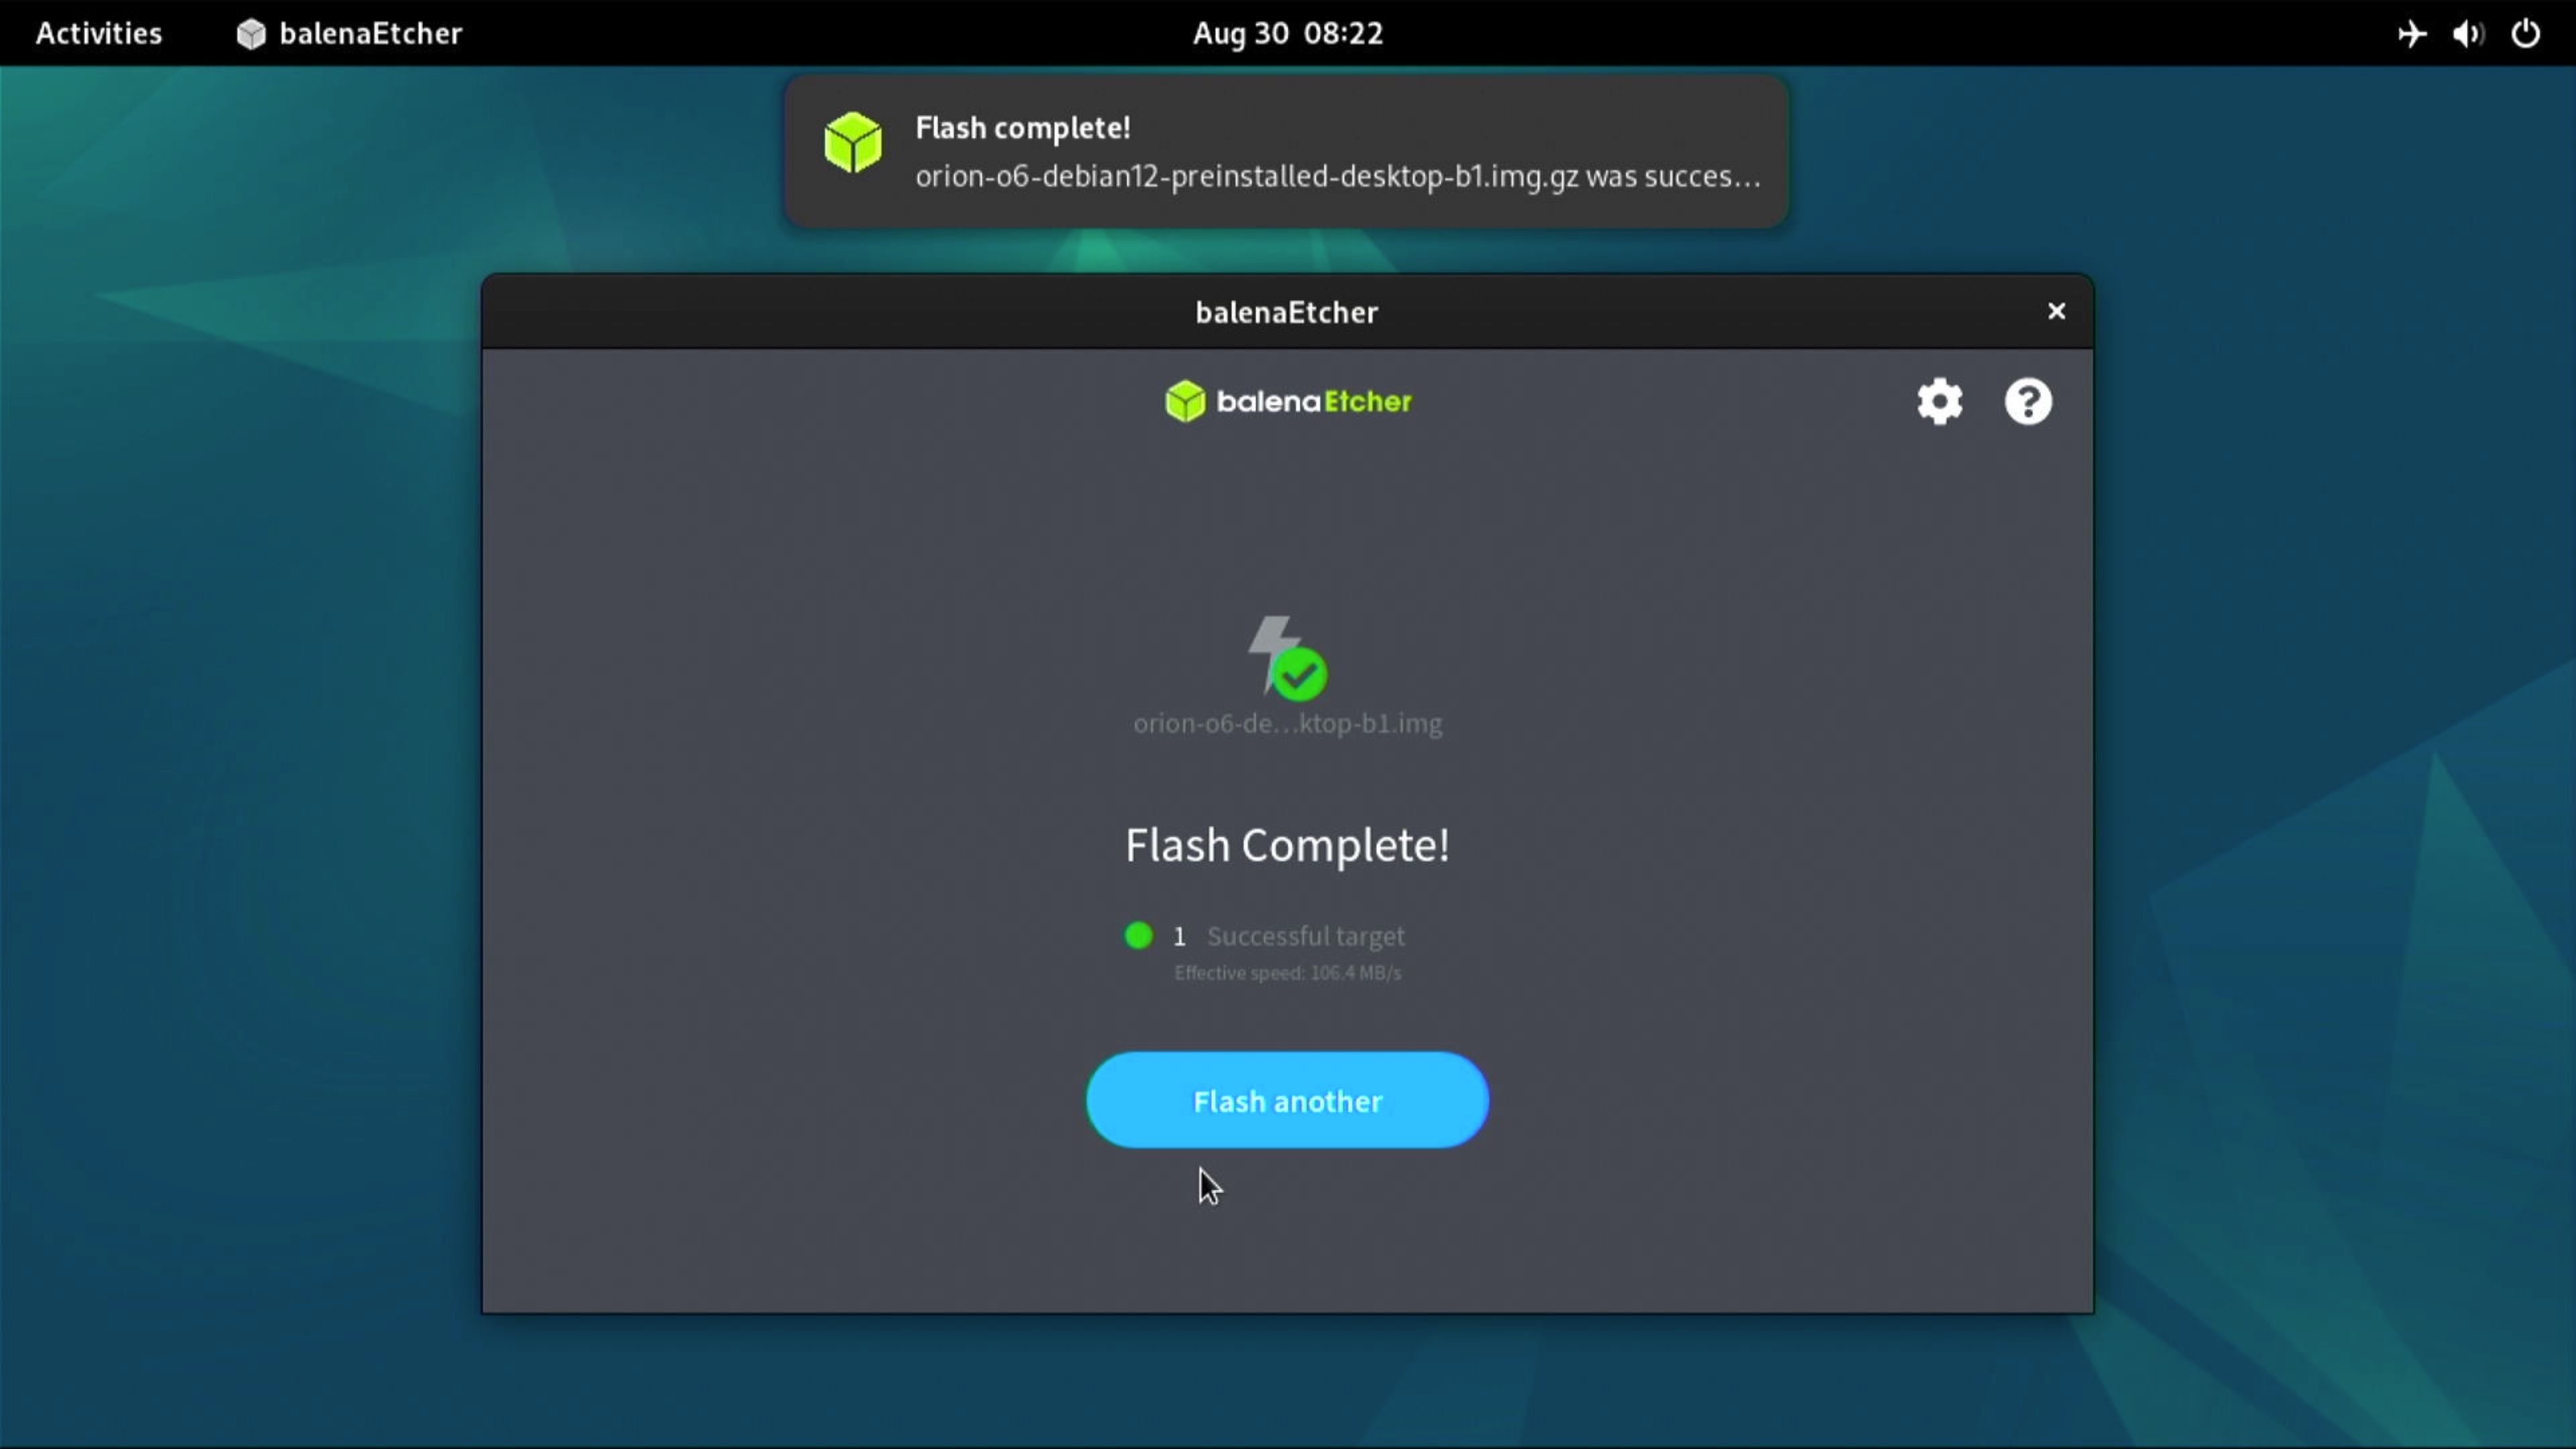 Activities
balenaEtcher
Aug 30 08:22
Flash complete!
orion-o6-debian12-preinstalled-desktop-b1.img.gz was succes...
balenaEtcher
balenaEtcher
?
orion-o6-de...ktop-b1.img
Flash Complete!
1 Successful target
Effective speed: 106.4 MB/s
Flash another